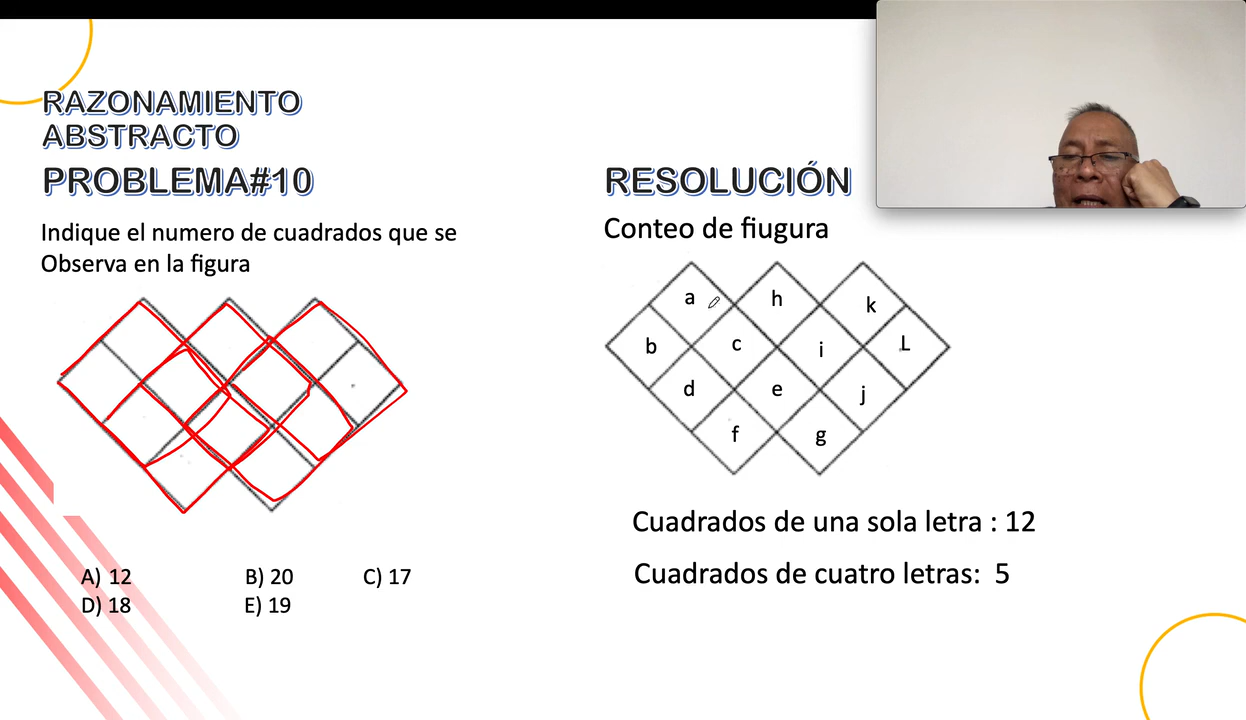 RAZONAMIENTO
ABSTRACTO
PROBLEMA#10
Indique el numero de cuadrados que se
Observa en la figura
A) 12 B) 20 C) 17
D) 18 E) 19
RESOLUCIÓN
Conteo de fiugura
a h k
b c i L
d e j
f g
Cuadrados de una sola letra : 12
Cuadrados de cuatro letras: 5